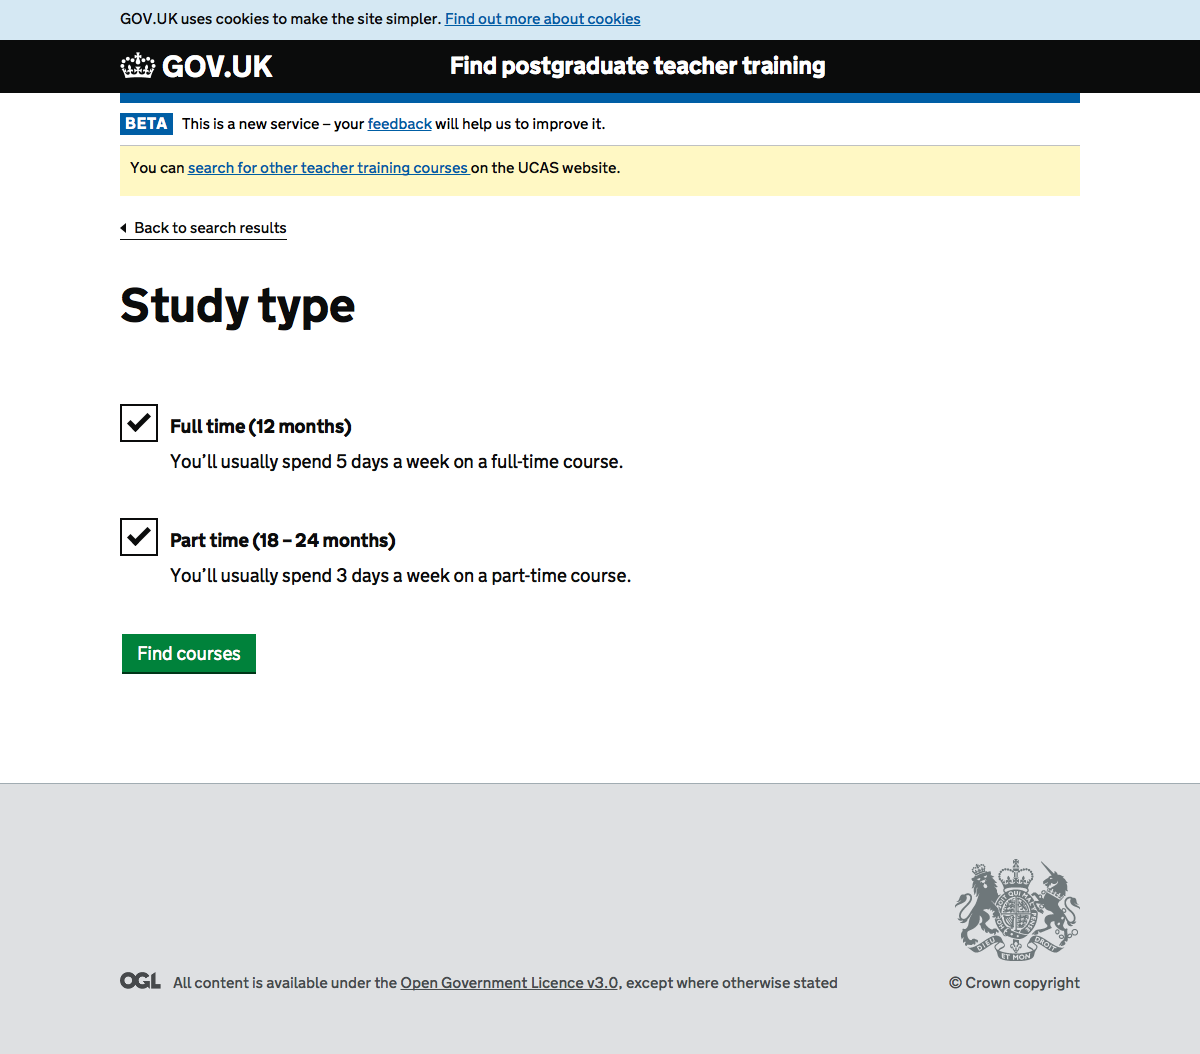 GOV.UK uses cookies to make the site simpler. Find out more about cookies
GOV.UK Find postgraduate teacher training
BETA This is a new service – your feedback will help us to improve it.
You can search for other teacher training courses on the UCAS website.
Back to search results
Study type
Full time (12 months)
You’ll usually spend 5 days a week on a full-time course.
Part time (18 – 24 months)
You’ll usually spend 3 days a week on a part-time course.
Find courses
DIEU ET MON DROIT
OGL All content is available under the Open Government Licence v3.0, except where otherwise stated
© Crown copyright